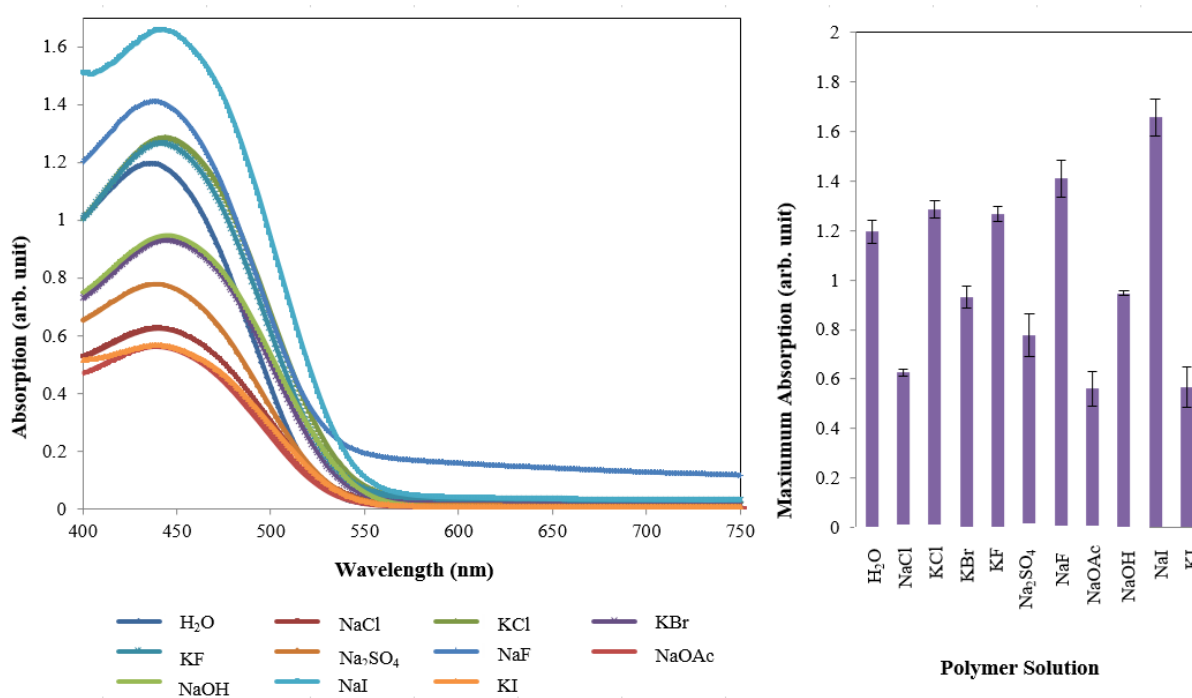 1.6
1.4
1.2
1
0.8
0.6
0.4
0.2
0
Absorption (arb. unit)
400 450 500 550 600 650 700 750
Wavelength (nm)
H₂O NaCl KCl KBr
KF Na₂SO₄ NaF NaOAc
NaOH NaI KI
2
1.8
1.6
1.4
1.2
1
0.8
0.6
0.4
0.2
0
Maxiumum Absorption (arb. unit)
H₂O NaCl KCl KBr KF Na₂SO₄ NaF NaOAc NaOH NaI KI
Polymer Solution